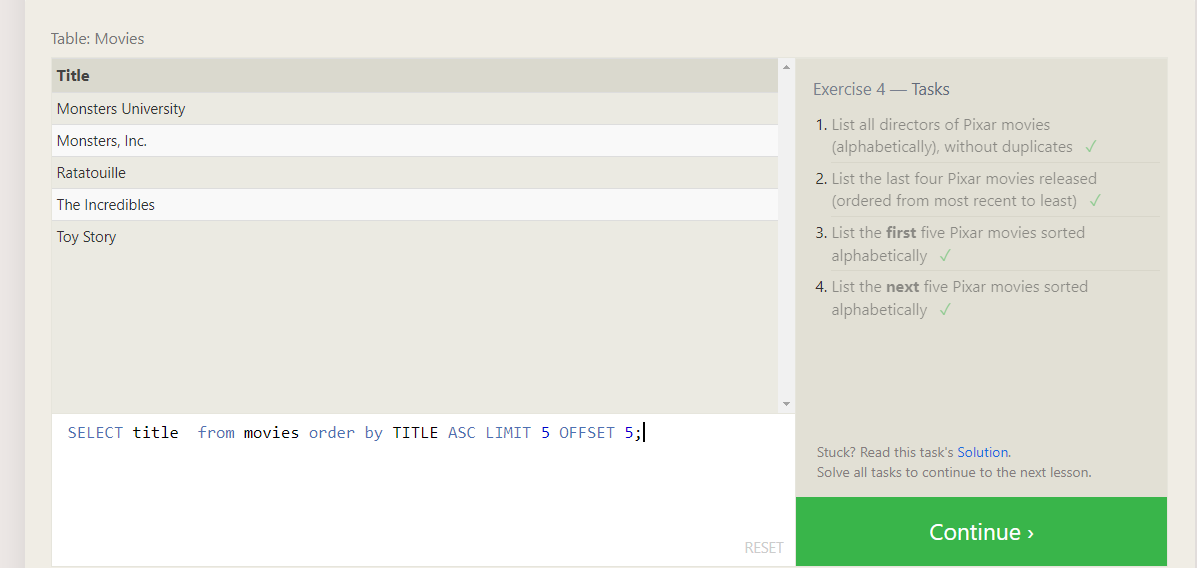 Table: Movies
Title
Monsters University
Monsters, Inc.
Ratatouille
The Incredibles
Toy Story
SELECT title  from movies order by TITLE ASC LIMIT 5 OFFSET 5;
RESET
Exercise 4 — Tasks
1. List all directors of Pixar movies
(alphabetically), without duplicates ✓
2. List the last four Pixar movies released
(ordered from most recent to least) ✓
3. List the first five Pixar movies sorted
alphabetically ✓
4. List the next five Pixar movies sorted
alphabetically ✓
Stuck? Read this task's Solution.
Solve all tasks to continue to the next lesson.
Continue ›